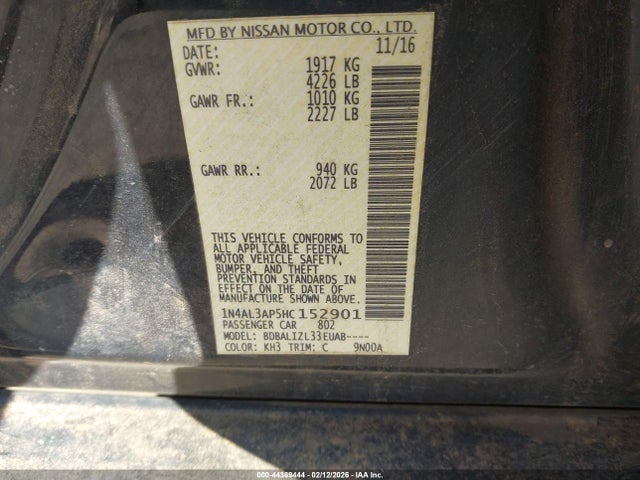 MFD BY NISSAN MOTOR CO., LTD.
DATE: 11/16
GVWR: 1917 KG
4226 LB
GAWR FR.: 1010 KG
2227 LB
GAWR RR.: 940 KG
2072 LB
THIS VEHICLE CONFORMS TO
ALL APPLICABLE FEDERAL
MOTOR VEHICLE SAFETY,
BUMPER, AND THEFT
PREVENTION STANDARDS IN
EFFECT ON THE DATE OF
MANUFACTURE SHOWN ABOVE.
1N4AL3AP5HC152901
PASSENGER CAR 802
MODEL: BDBALIZL33EUAB----
COLOR: KH3 TRIM: C 9N00A
000-44369444 - 02/12/2026 - IAA Inc.